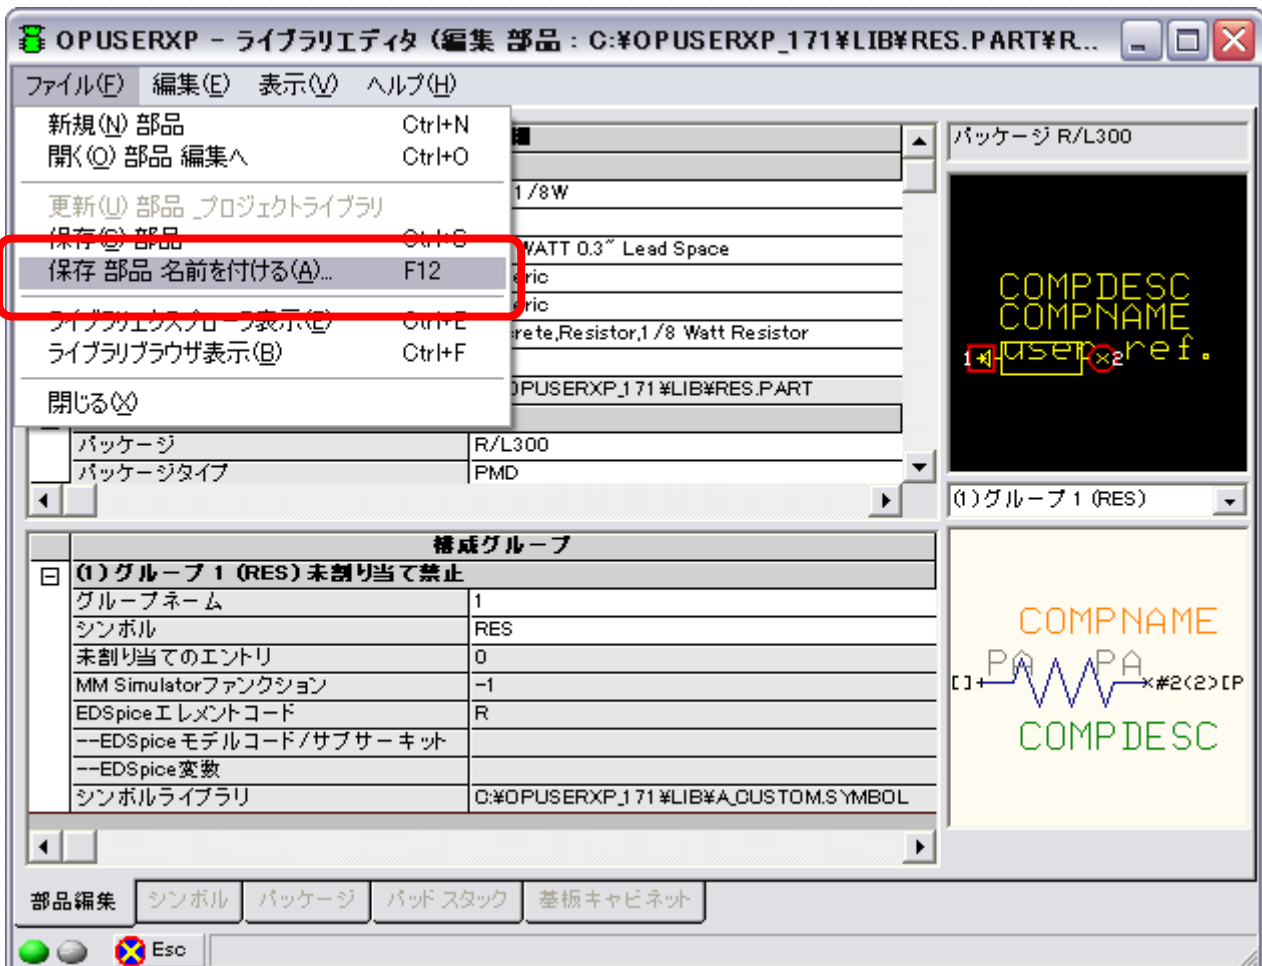 OPUSERXP - ライブラリエディタ (編集 部品 : C:¥OPUSERXP_171¥LIB¥RES.PART¥R...
ファイル(F) 編集(E) 表示(V) ヘルプ(H)
新規(N) 部品 Ctrl+N
開く(O) 部品 編集へ Ctrl+O
更新(U) 部品 _プロジェクトライブラリ
保存(S) 部品 Ctrl+S
保存 部品 名前を付ける(A)... F12
ライブラリエクスプローラ表示(E) Ctrl+E
ライブラリブラウザ表示(B) Ctrl+F
閉じる(X)
1/8W
WATT 0.3" Lead Space
eric
eric
rete,Resistor,1/8 Watt Resistor
OPUSERXP_171¥LIB¥RES.PART
パッケージ R/L300
パッケージタイプ PMD
パッケージ R/L300
COMPDESC
COMPNAME
user ref.
1 2
(1)グループ 1 (RES)
構成グループ
(1)グループ 1 (RES) 未割り当て禁止
グループネーム 1
シンボル RES
未割り当てのエントリ 0
MM Simulatorファンクション -1
EDSpiceエレメントコード R
--EDSpiceモデルコード/サブサーキット
--EDSpice変数
シンボルライブラリ C:¥OPUSERXP_171¥LIB¥A_CUSTOM.SYMBOL
COMPNAME
PA PA
[]+ ×#2(2)[P
COMPDESC
部品編集 シンボル パッケージ パッド スタック 基板キャビネット
Esc